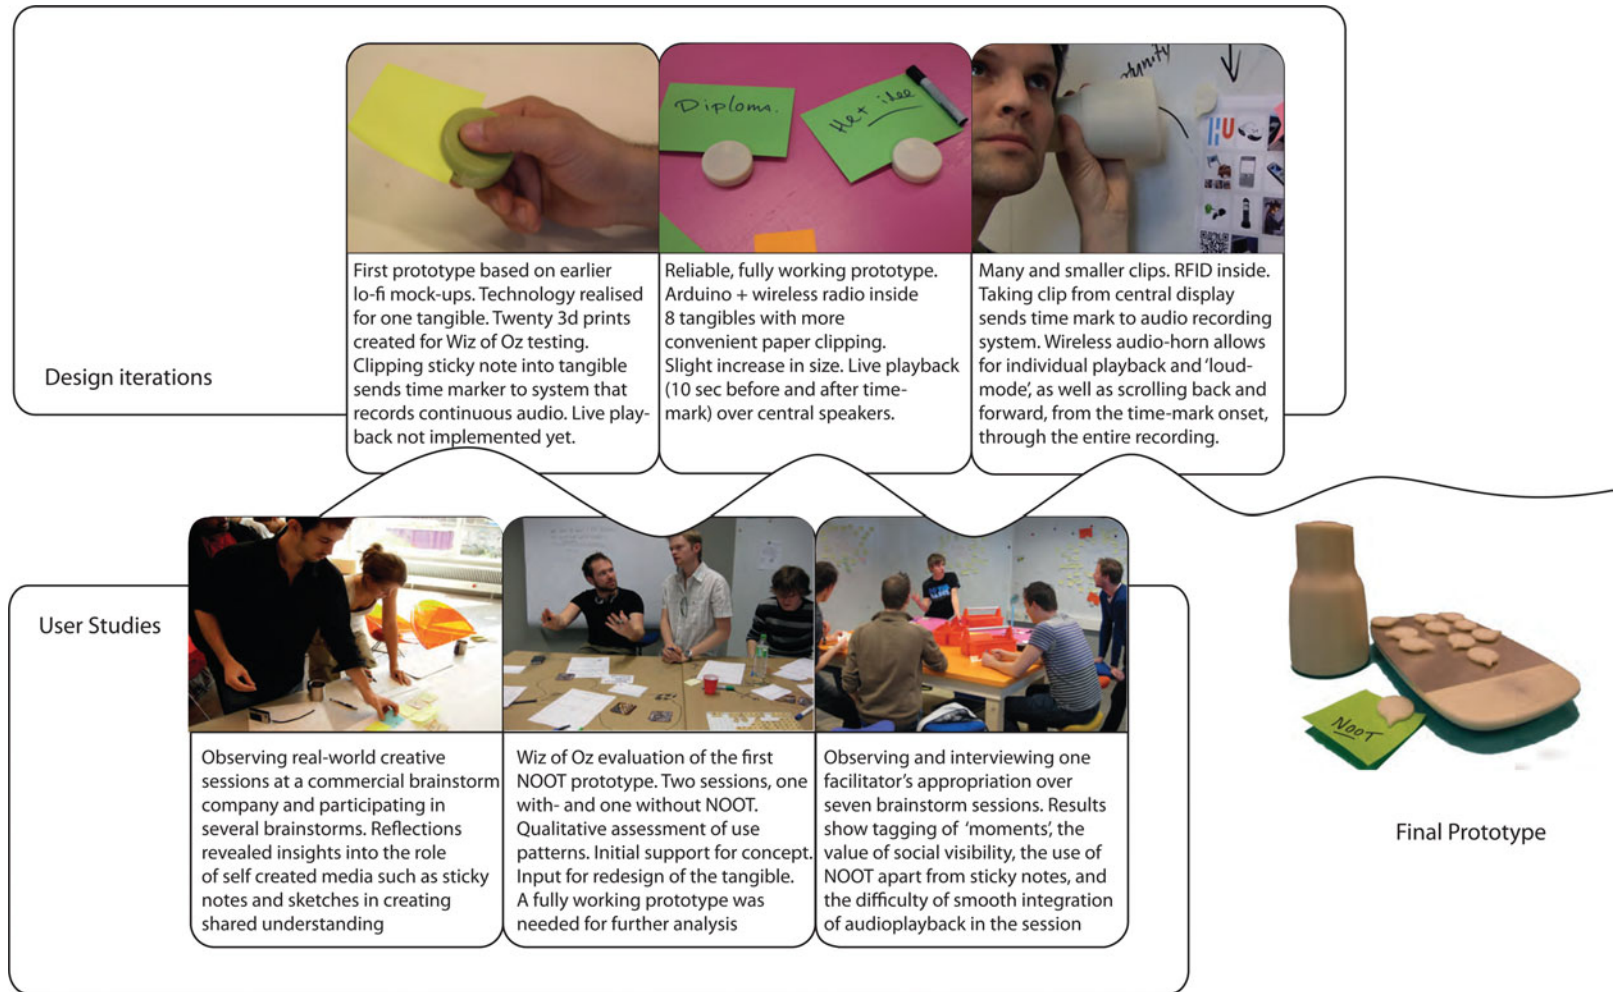 Diploma.
Het idee
Design iterations
First prototype based on earlier
lo-fi mock-ups. Technology realised
for one tangible. Twenty 3d prints
created for Wiz of Oz testing.
Clipping sticky note into tangible
sends time marker to system that
records continuous audio. Live play-
back not implemented yet.
Reliable, fully working prototype.
Arduino + wireless radio inside
8 tangibles with more
convenient paper clipping.
Slight increase in size. Live playback
(10 sec before and after time-
mark) over central speakers.
Many and smaller clips. RFID inside.
Taking clip from central display
sends time mark to audio recording
system. Wireless audio-horn allows
for individual playback and ‘loud-
mode’, as well as scrolling back and
forward, from the time-mark onset,
through the entire recording.
User Studies
Observing real-world creative
sessions at a commercial brainstorm
company and participating in
several brainstorms. Reflections
revealed insights into the role
of self created media such as sticky
notes and sketches in creating
shared understanding
Wiz of Oz evaluation of the first
NOOT prototype. Two sessions, one
with- and one without NOOT.
Qualitative assessment of use
patterns. Initial support for concept.
Input for redesign of the tangible.
A fully working prototype was
needed for further analysis
Observing and interviewing one
facilitator’s appropriation over
seven brainstorm sessions. Results
show tagging of ‘moments’, the
value of social visibility, the use of
NOOT apart from sticky notes, and
the difficulty of smooth integration
of audioplayback in the session
NOOT
Final Prototype